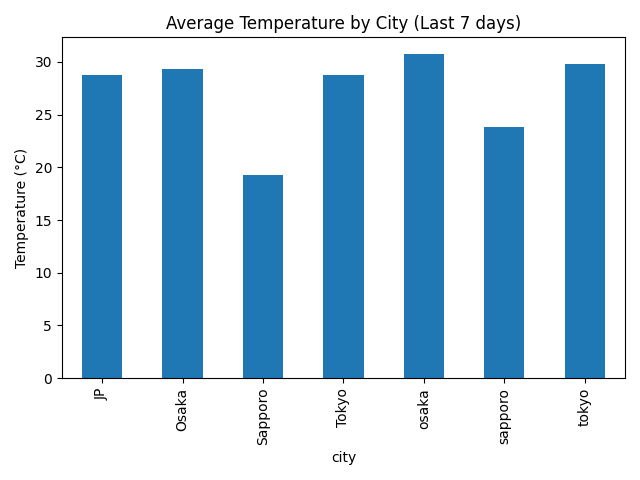 Average Temperature by City (Last 7 days)
Temperature (°C)
30
25
20
15
10
5
0
JP
Osaka
Sapporo
Tokyo
osaka
sapporo
tokyo
city